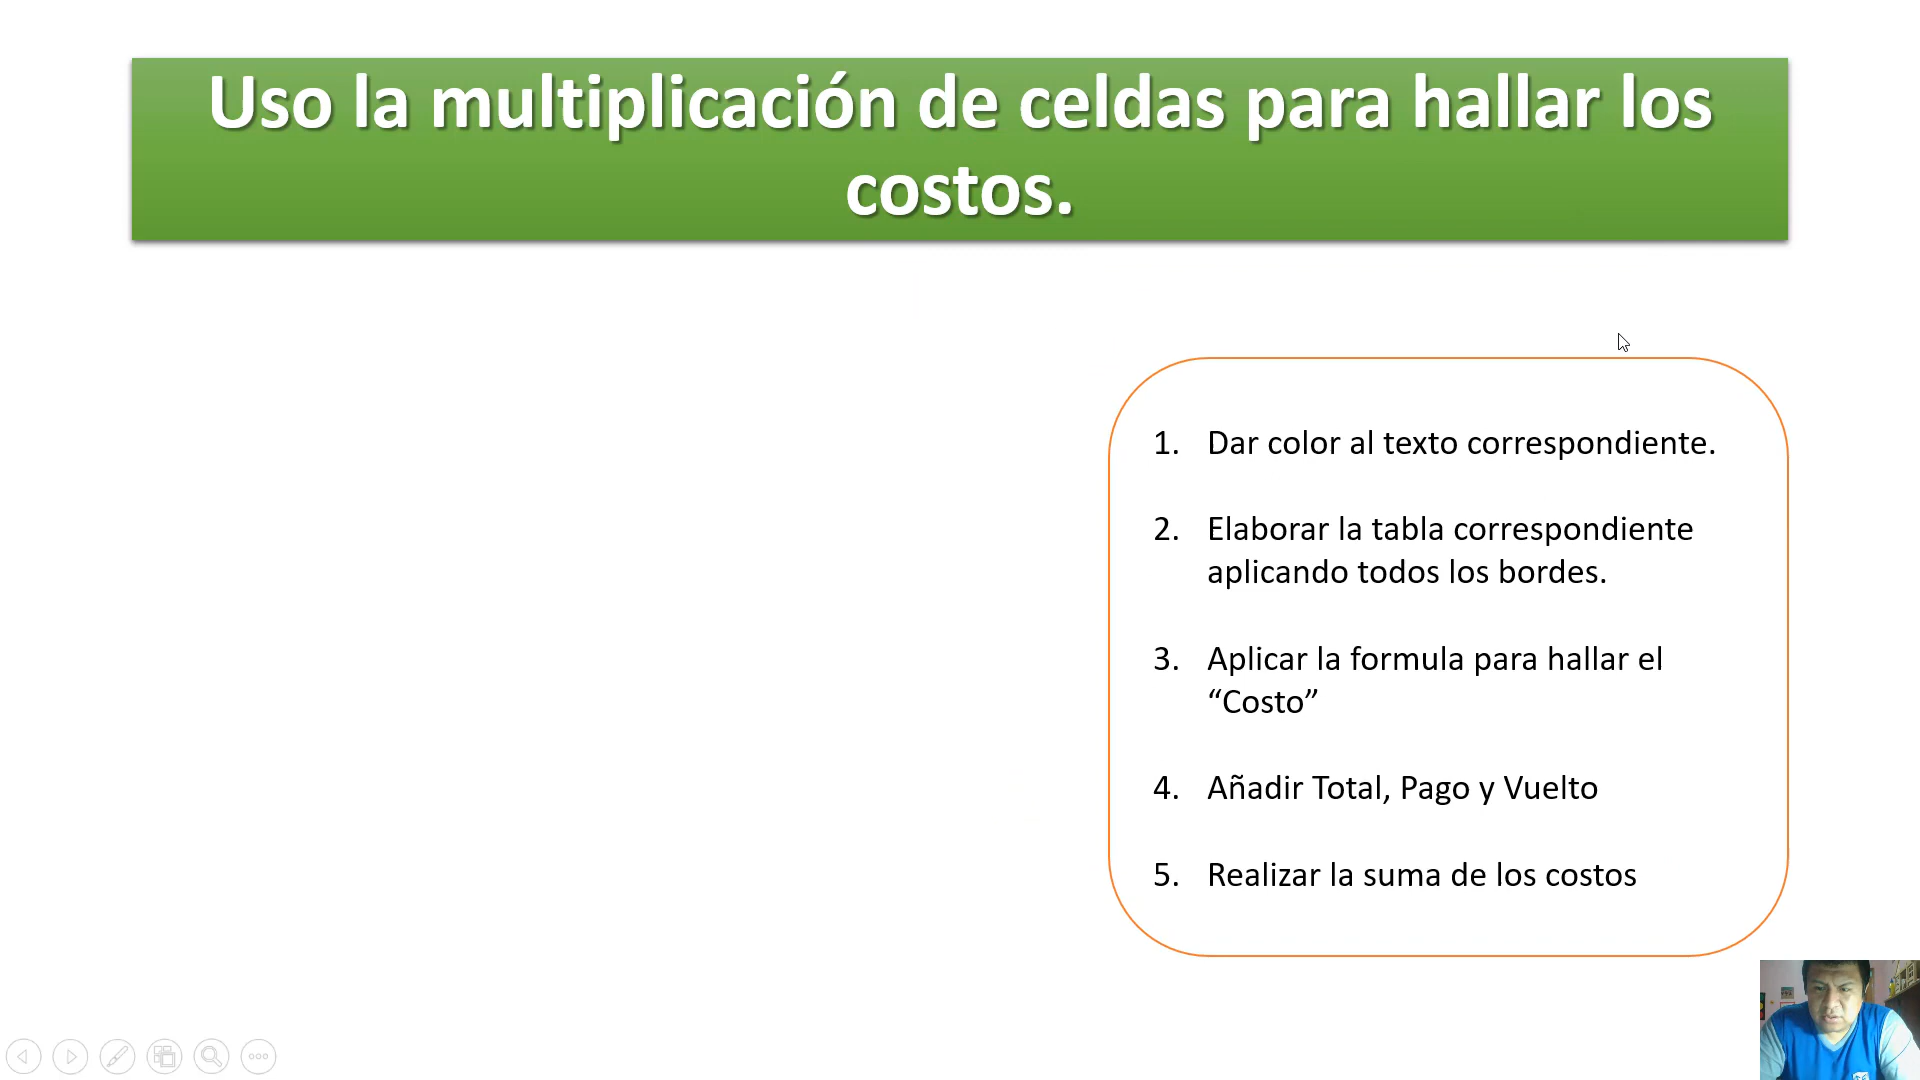 Uso la multiplicación de celdas para hallar los
costos.
1. Dar color al texto correspondiente.
2. Elaborar la tabla correspondiente
aplicando todos los bordes.
3. Aplicar la formula para hallar el
“Costo”
4. Añadir Total, Pago y Vuelto
5. Realizar la suma de los costos